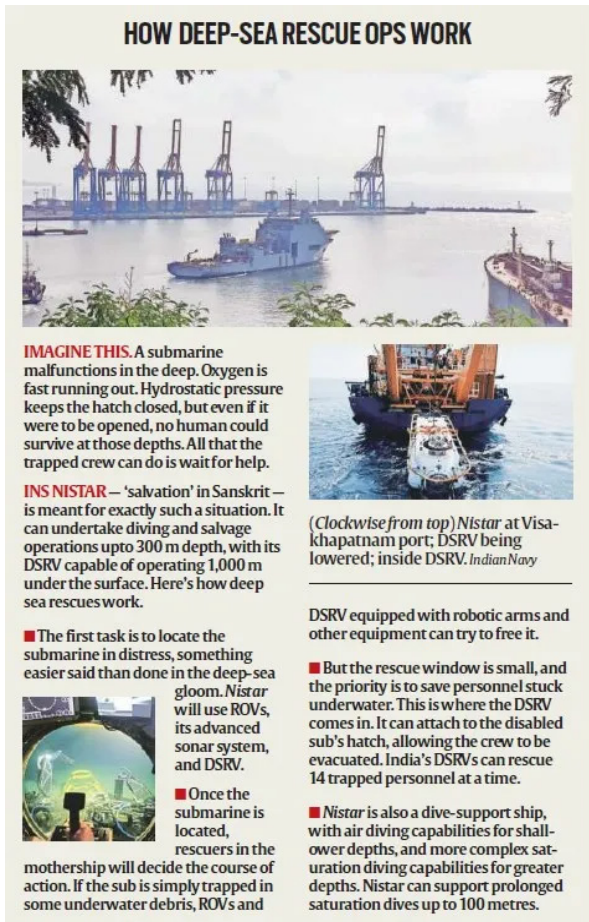 HOW DEEP-SEA RESCUE OPS WORK
IMAGINE THIS. A submarine
malfunctions in the deep. Oxygen is
fast running out. Hydrostatic pressure
keeps the hatch closed, but even if it
were to be opened, no human could
survive at those depths. All that the
trapped crew can do is wait for help.
INS NISTAR — ‘salvation’ in Sanskrit —
is meant for exactly such a situation. It
can undertake diving and salvage
operations upto 300 m depth, with its
DSRV capable of operating 1,000 m
under the surface. Here's how deep
sea rescues work.
■ The first task is to locate the
submarine in distress, something
easier said than done in the deep-sea
gloom. Nistar
will use ROVs,
its advanced
sonar system,
and DSRV.
■ Once the
submarine is
located,
rescuers in the
mothership will decide the course of
action. If the sub is simply trapped in
some underwater debris, ROVs and
(Clockwise from top) Nistar at Visa-
khapatnam port; DSRV being
lowered; inside DSRV. Indian Navy
DSRV equipped with robotic arms and
other equipment can try to free it.
■ But the rescue window is small, and
the priority is to save personnel stuck
underwater. This is where the DSRV
comes in. It can attach to the disabled
sub's hatch, allowing the crew to be
evacuated. India's DSRVs can rescue
14 trapped personnel at a time.
■ Nistar is also a dive-support ship,
with air diving capabilities for shall-
ower depths, and more complex sat-
uration diving capabilities for greater
depths. Nistar can support prolonged
saturation dives up to 100 metres.